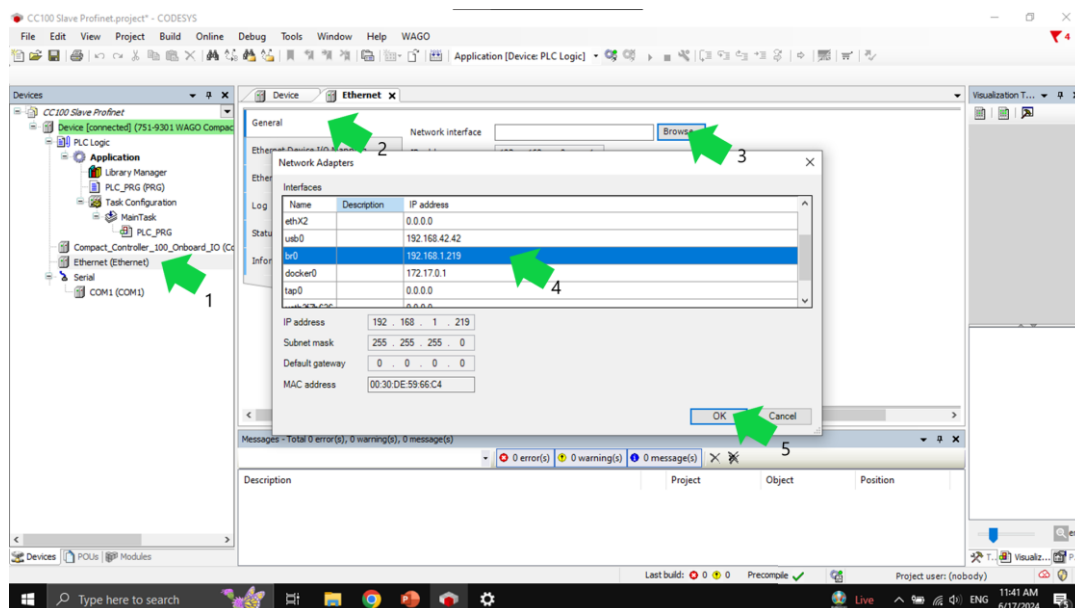 CC100 Slave Profinet.project* - CODESYS
File Edit View Project Build Online Debug Tools Window Help WAGO
4
Application [Device: PLC Logic]
Devices
CC100 Slave Profinet
Device [connected] (751-9301 WAGO Compac
PLC Logic
Application
Library Manager
PLC_PRG (PRG)
Task Configuration
MainTask
PLC_PRG
Compact_Controller_100_Onboard_IO (Co
Ethernet (Ethernet)
Serial
COM1 (COM1)
1
Devices POUs Modules
Device Ethernet
General
2
Ether
Log
Statu
Infor
Network interface
Browse
3
Network Adapters
Interfaces
Name Description IP address
ethX2 0.0.0.0
usb0 192.168.42.42
br0 192.168.1.219
docker0 172.17.0.1
tap0 0.0.0.0
4
IP address 192 . 168 . 1 . 219
Subnet mask 255 . 255 . 255 . 0
Default gateway 0 . 0 . 0 . 0
MAC address 00:30:DE:59:66:C4
OK Cancel
5
Messages - Total 0 error(s), 0 warning(s), 0 message(s)
0 error(s) 0 warning(s) 0 message(s)
Description Project Object Position
Visualization T...
T... Visualiz... P
Last build: 0 0 Precompile Project user: (nobody)
Type here to search
Live ENG 11:41 AM
6/17/2024
5